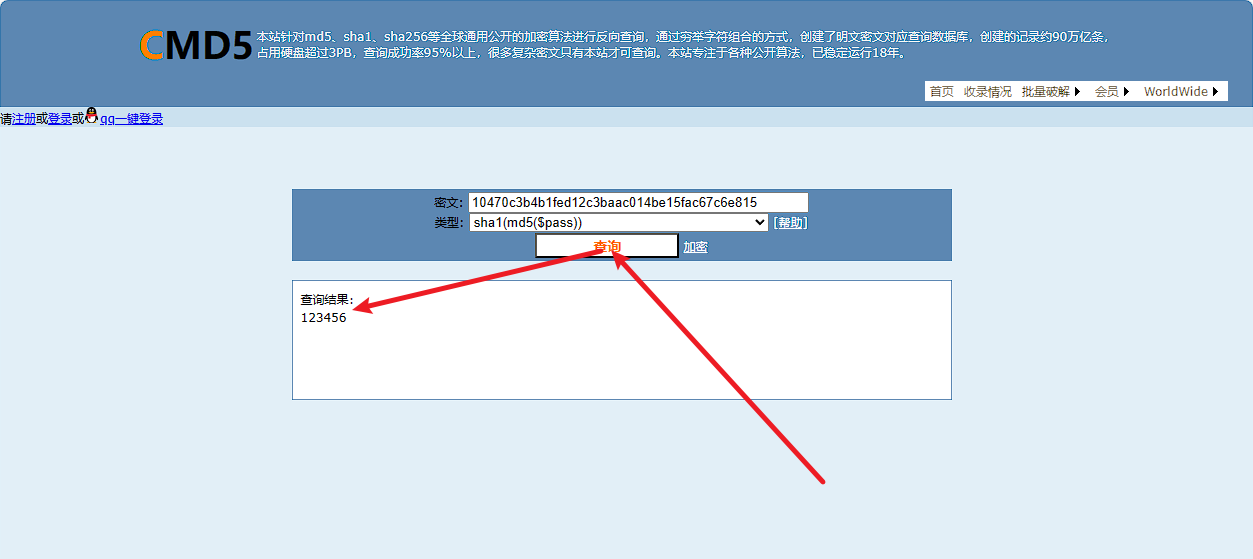 CMD5
本站针对md5、sha1、sha256等全球通用公开的加密算法进行反向查询，通过穷举字符组合的方式，创建了明文密文对应查询数据库，创建的记录约90万亿条，
占用硬盘超过3PB，查询成功率95%以上，很多复杂密文只有本站才可查询。本站专注于各种公开算法，已稳定运行18年。
首页 收录情况 批量破解 会员 WorldWide
请注册或登录或qq一键登录
密文: 10470c3b4b1fed12c3baac014be15fac67c6e815
类型: sha1(md5($pass)) [帮助]
查询 加密
查询结果:
123456